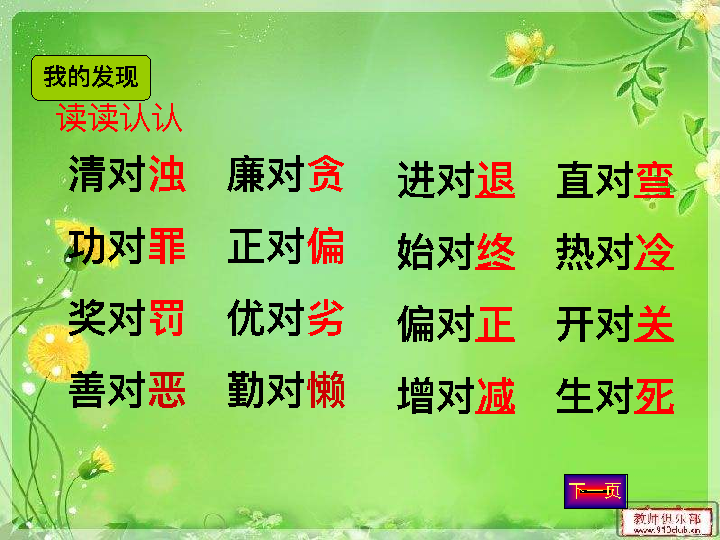 我的发现
读读认认
清对浊 廉对贪 进对退 直对弯
功对罪 正对偏 始对终 热对冷
奖对罚 优对劣 偏对正 开对关
善对恶 勤对懒 增对减 生对死
下一页
教师俱乐部
www.910club.cn